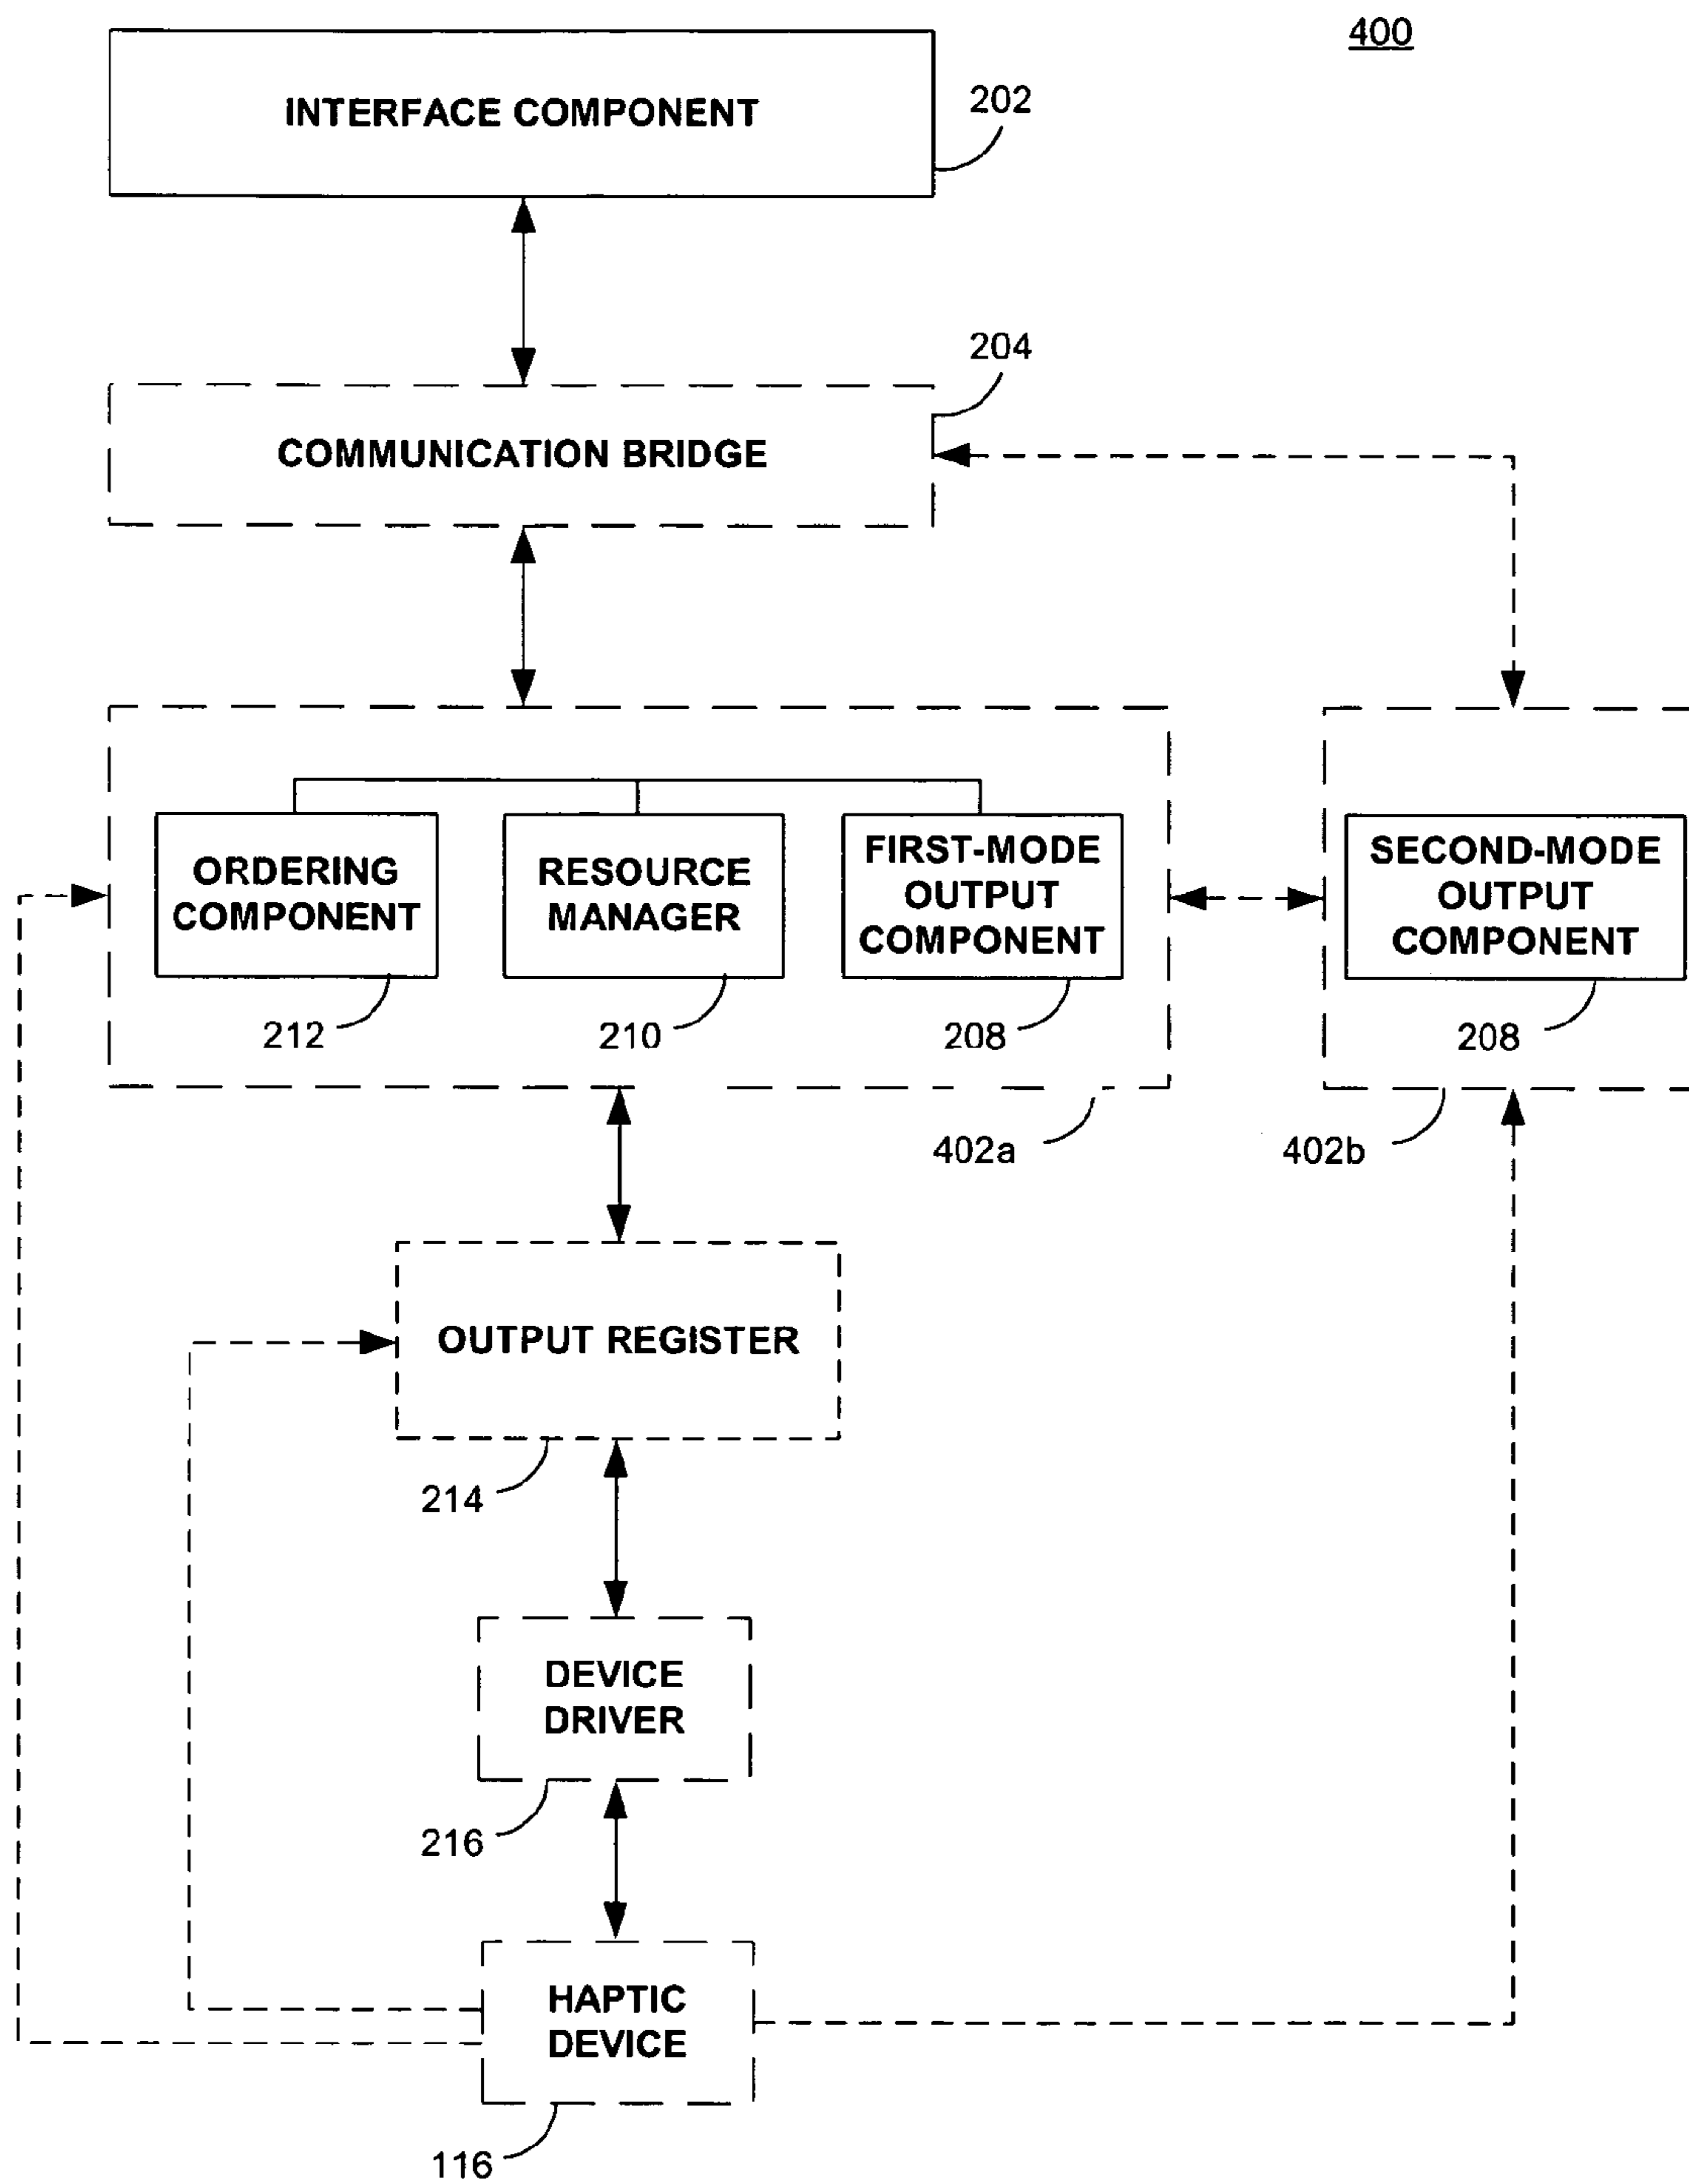 400
INTERFACE COMPONENT
202
204
COMMUNICATION BRIDGE
ORDERING
COMPONENT
RESOURCE
MANAGER
FIRST-MODE
OUTPUT
COMPONENT
SECOND-MODE
OUTPUT
COMPONENT
212
210
208
208
402a
402b
OUTPUT REGISTER
214
DEVICE
DRIVER
216
HAPTIC
DEVICE
116